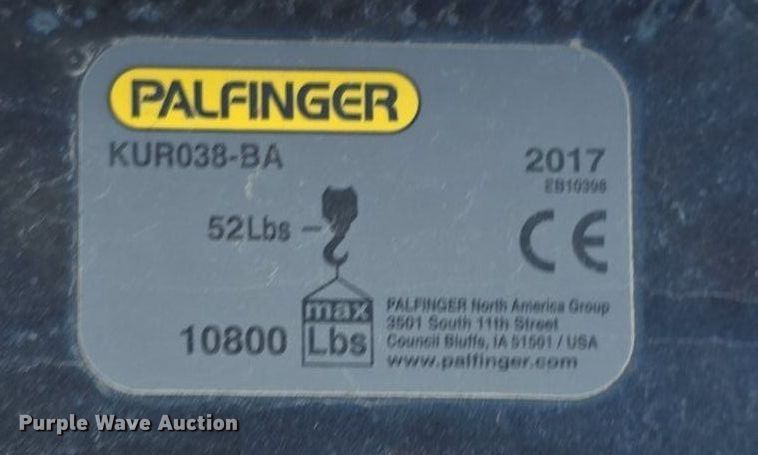 PALFINGER
KUR038-BA
2017
EB10398
52Lbs
CE
max
10800 Lbs
PALFINGER North America Group
3501 South 11th Street
Council Bluffs, IA 51501 / USA
www.palfinger.com
Purple Wave Auction